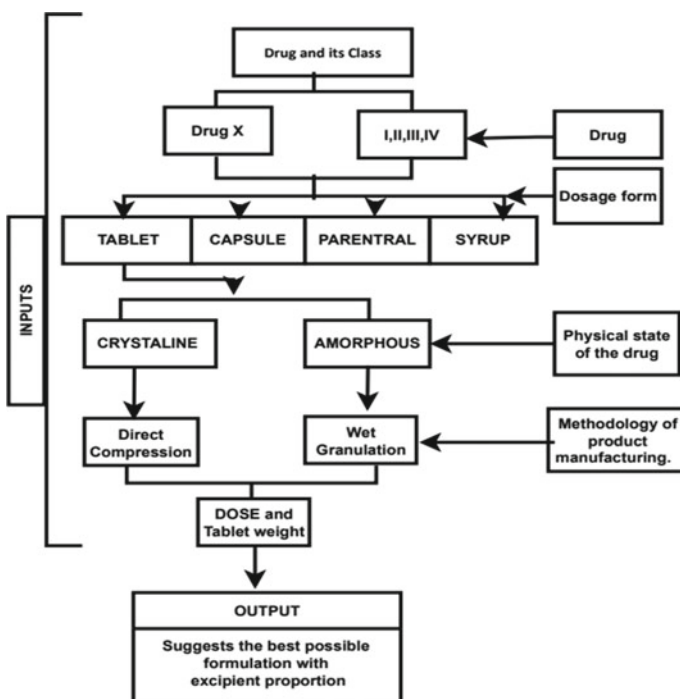 Drug and its Class
Drug X
I,II,III,IV
Drug
Dosage form
TABLET
CAPSULE
PARENTRAL
SYRUP
INPUTS
CRYSTALINE
AMORPHOUS
Physical state
of the drug
Direct
Compression
Wet
Granulation
Methodology of
product
manufacturing.
DOSE and
Tablet weight
OUTPUT
Suggests the best possible
formulation with
excipient proportion